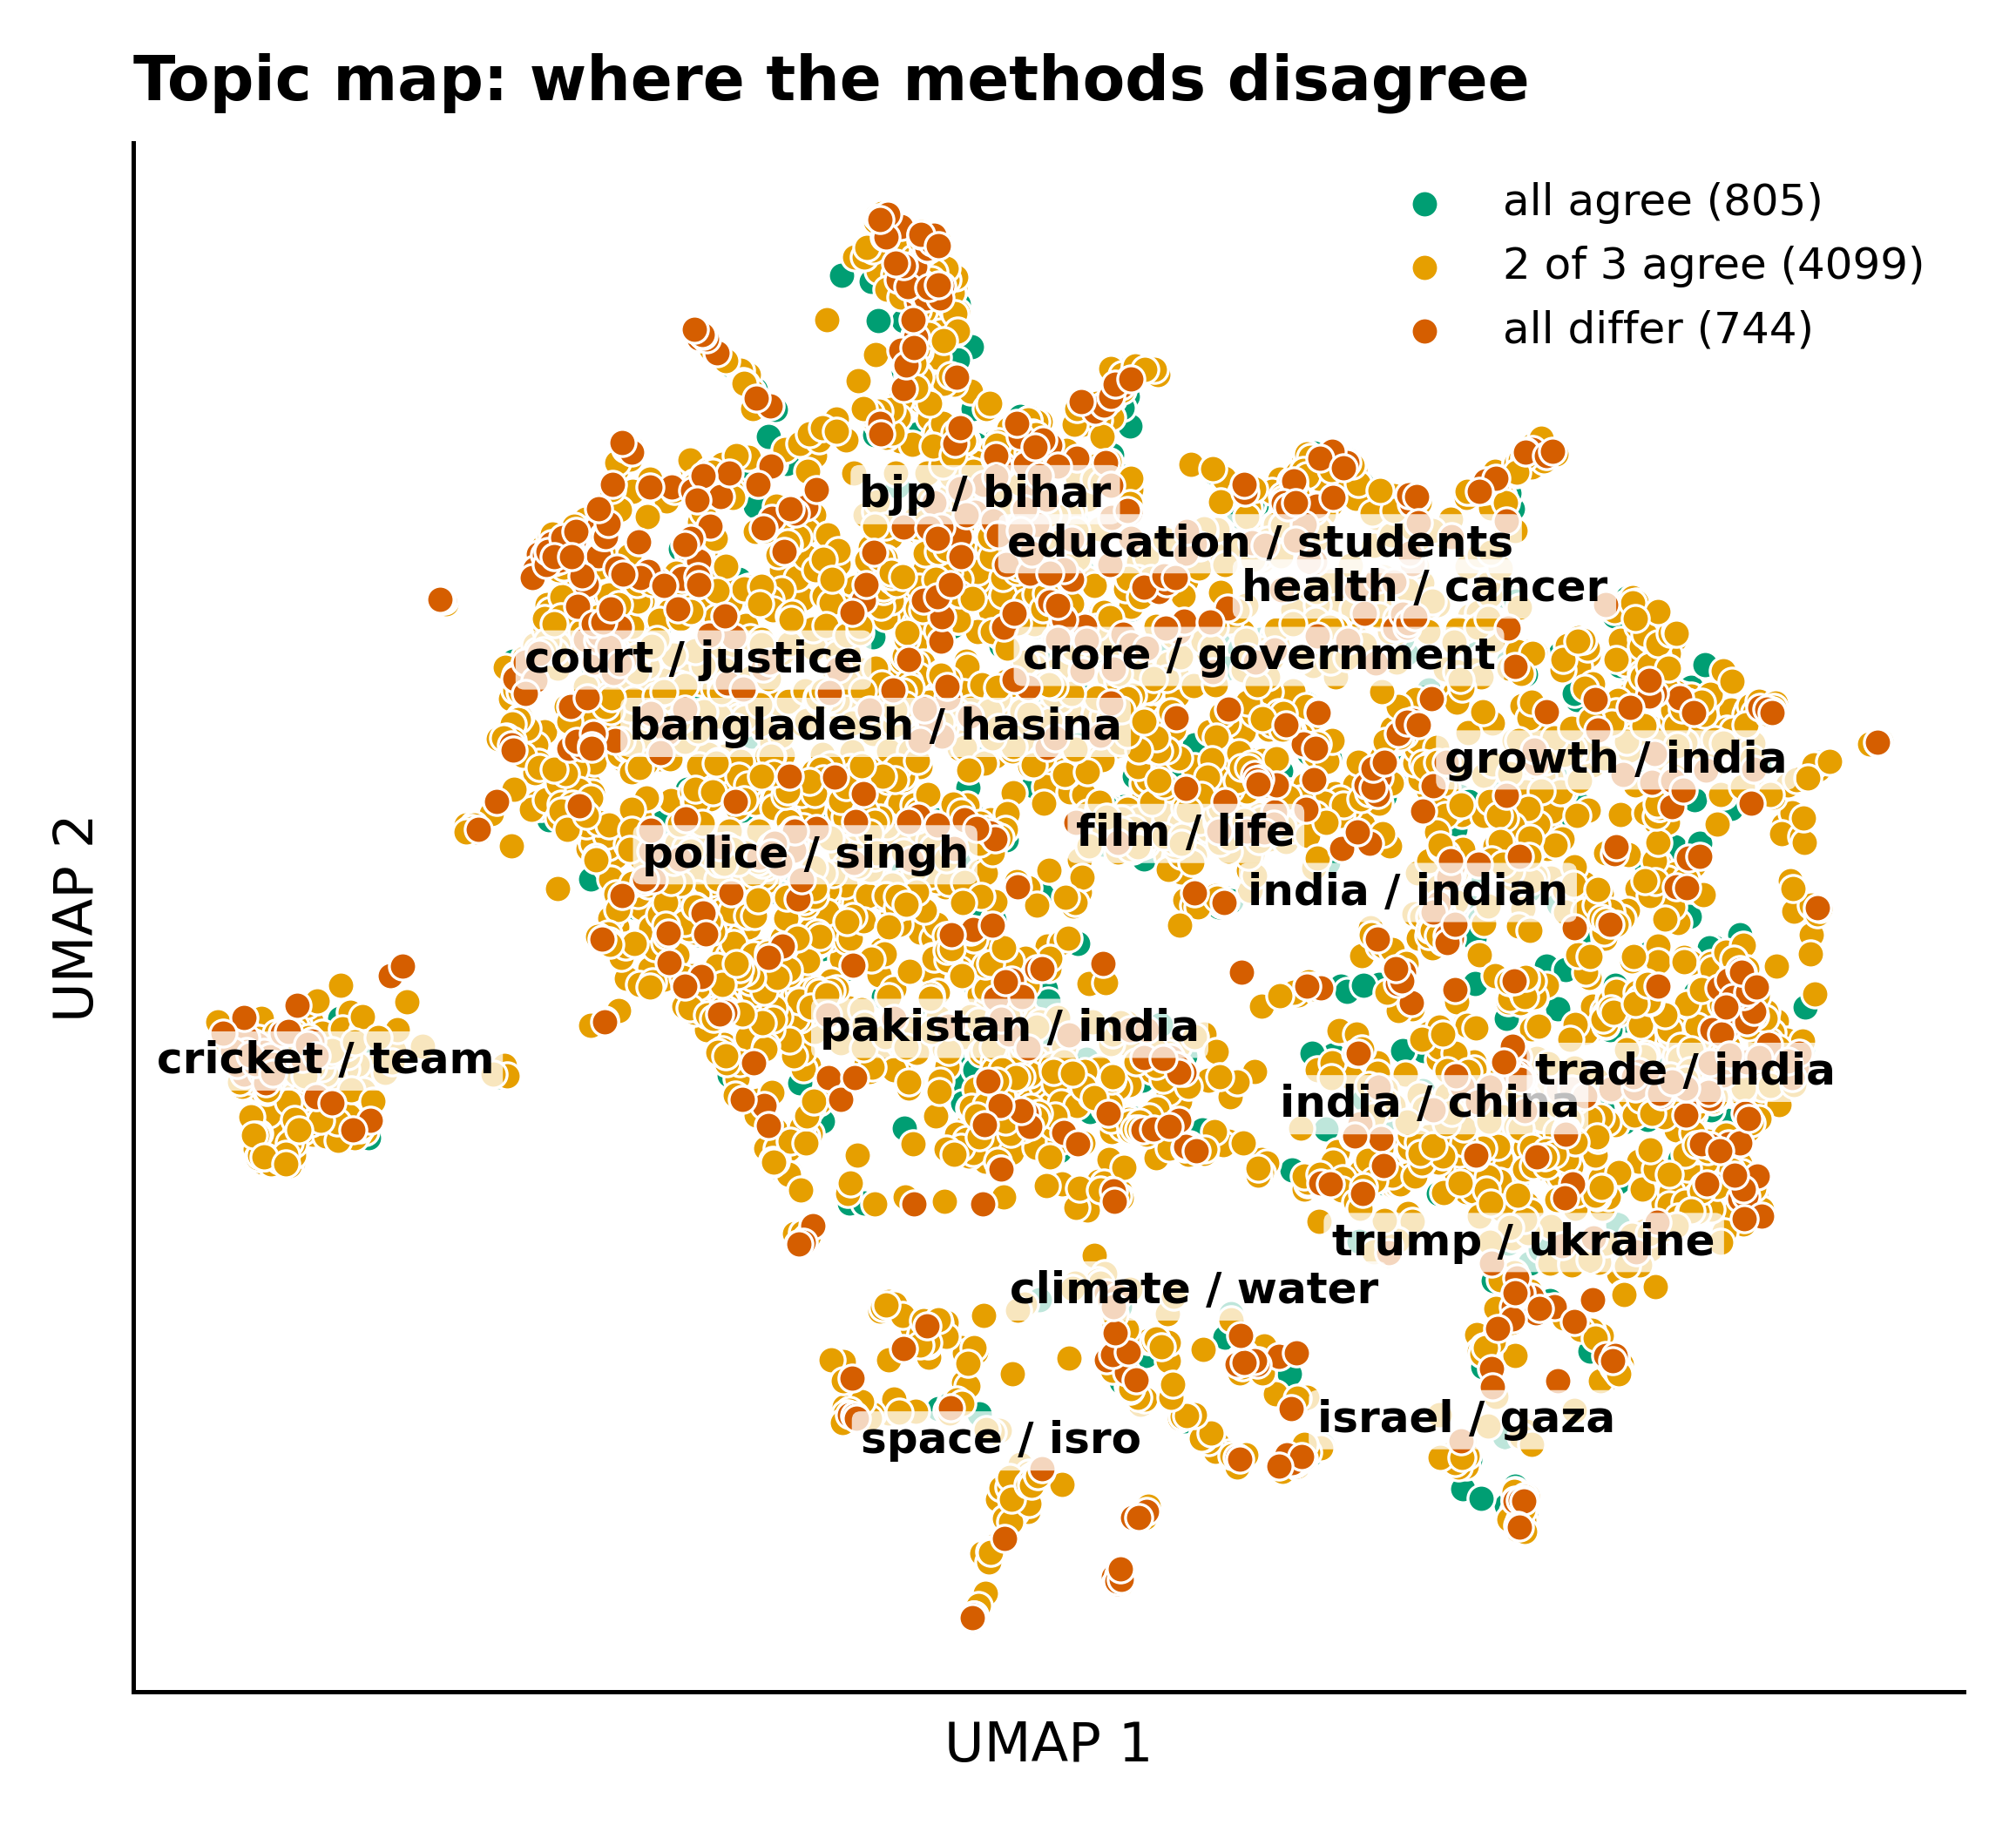 Topic map: where the methods disagree
all agree (805)
2 of 3 agree (4099)
all differ (744)
bjp / bihar
education / students
health / cancer
court / justice
crore / government
bangladesh / hasina
growth / india
film / life
police / singh
india / indian
pakistan / india
cricket / team
trade / india
india / china
trump / ukraine
climate / water
israel / gaza
space / isro
UMAP 2
UMAP 1